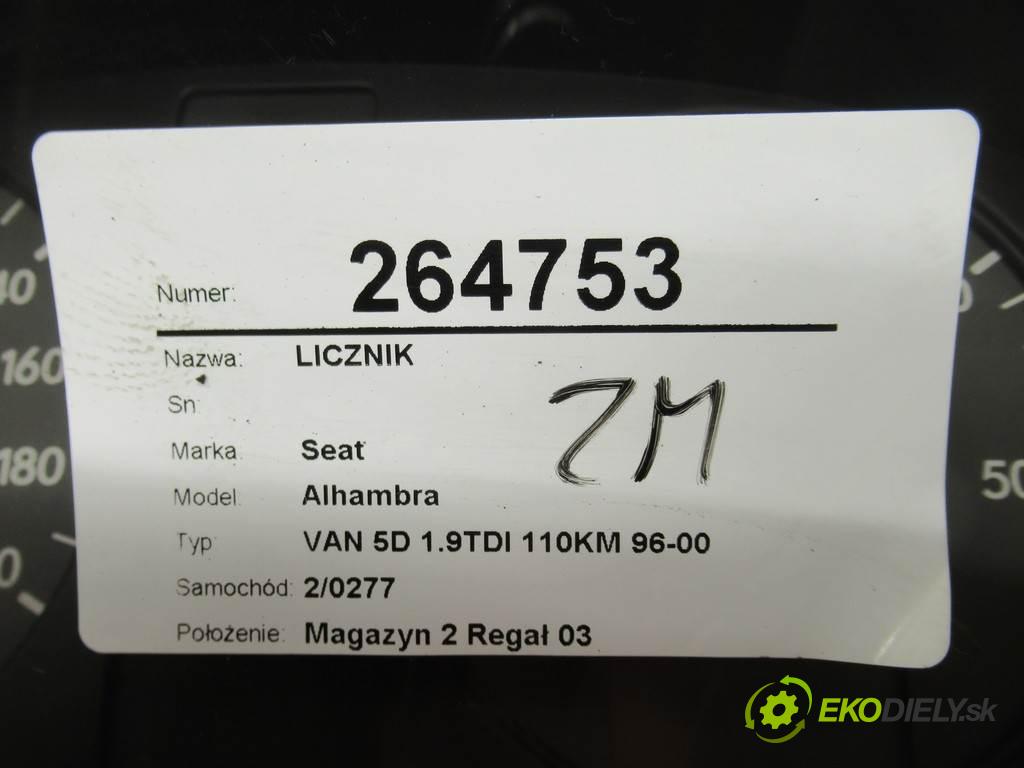 Numer: 264753
Nazwa: LICZNIK
Sn:
Marka: Seat
ZM
Model: Alhambra
Typ: VAN 5D 1.9TDI 110KM 96-00
Samochód: 2/0277
Położenie: Magazyn 2 Regał 03
160
180
50
EKODIELY.sk